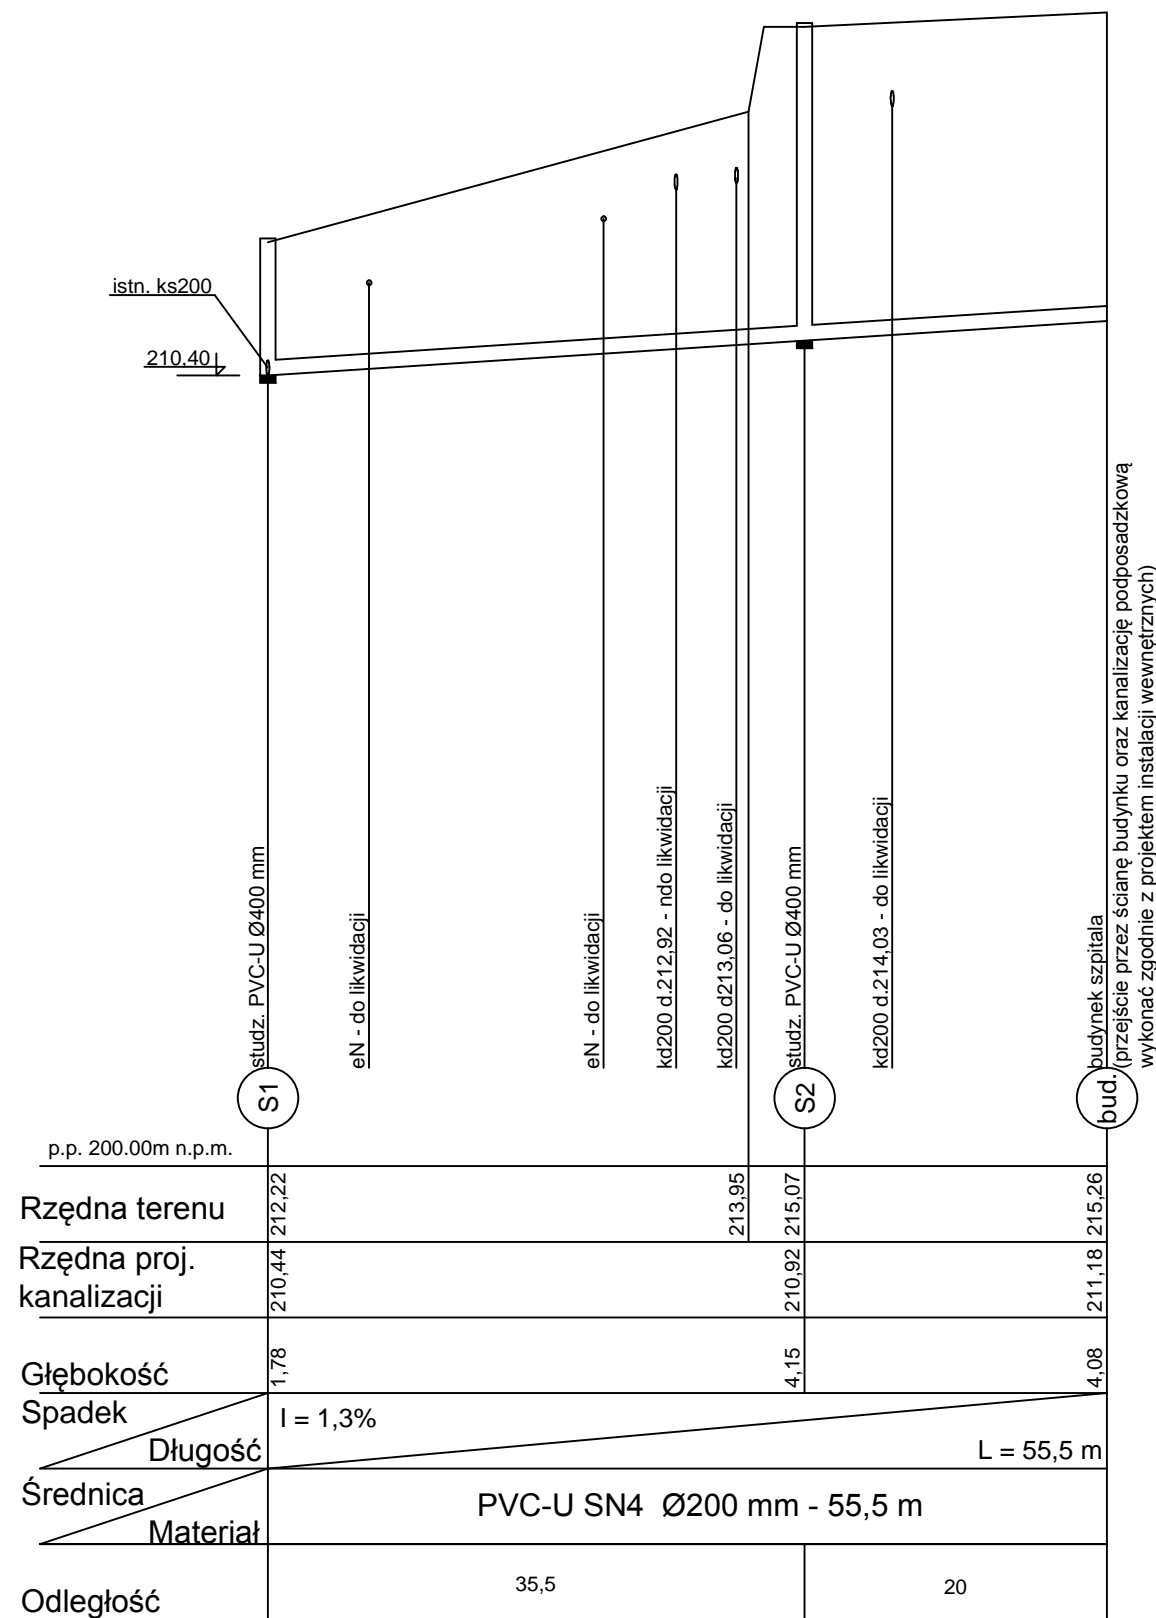 istn. ks200
210,40
studz. PVC-U Ø400 mm
eN - do likwidacji
eN - do likwidacji
kd200 d.212,92 - ndo likwidacji
kd200 d213,06 - do likwidacji
studz. PVC-U Ø400 mm
kd200 d.214,03 - do likwidacji
budynek szpitala
(przejście przez ścianę budynku oraz kanalizację podposadzkową
wykonać zgodnie z projektem instalacji wewnętrznych)
S1
S2
bud.
p.p. 200.00m n.p.m.
Rzędna terenu
212,22
213,95
215,07
215,26
Rzędna proj.
kanalizacji
210,44
210,92
211,18
Głębokość
1,78
4,15
4,08
Spadek
Długość
I = 1,3%
L = 55,5 m
Średnica
Materiał
PVC-U SN4 Ø200 mm - 55,5 m
Odległość
35,5
20